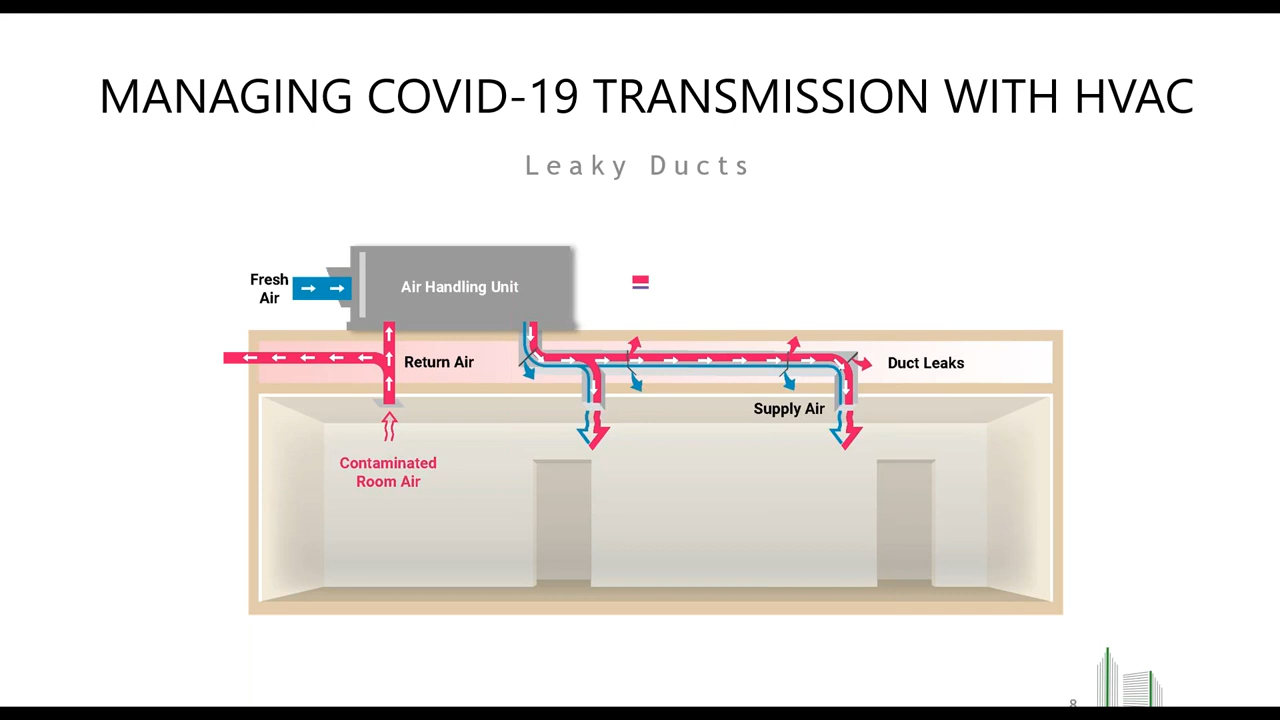 MANAGING COVID-19 TRANSMISSION WITH HVAC
Leaky Ducts
Fresh
Air
Air Handling Unit
Return Air
Duct Leaks
Supply Air
Contaminated
Room Air
8